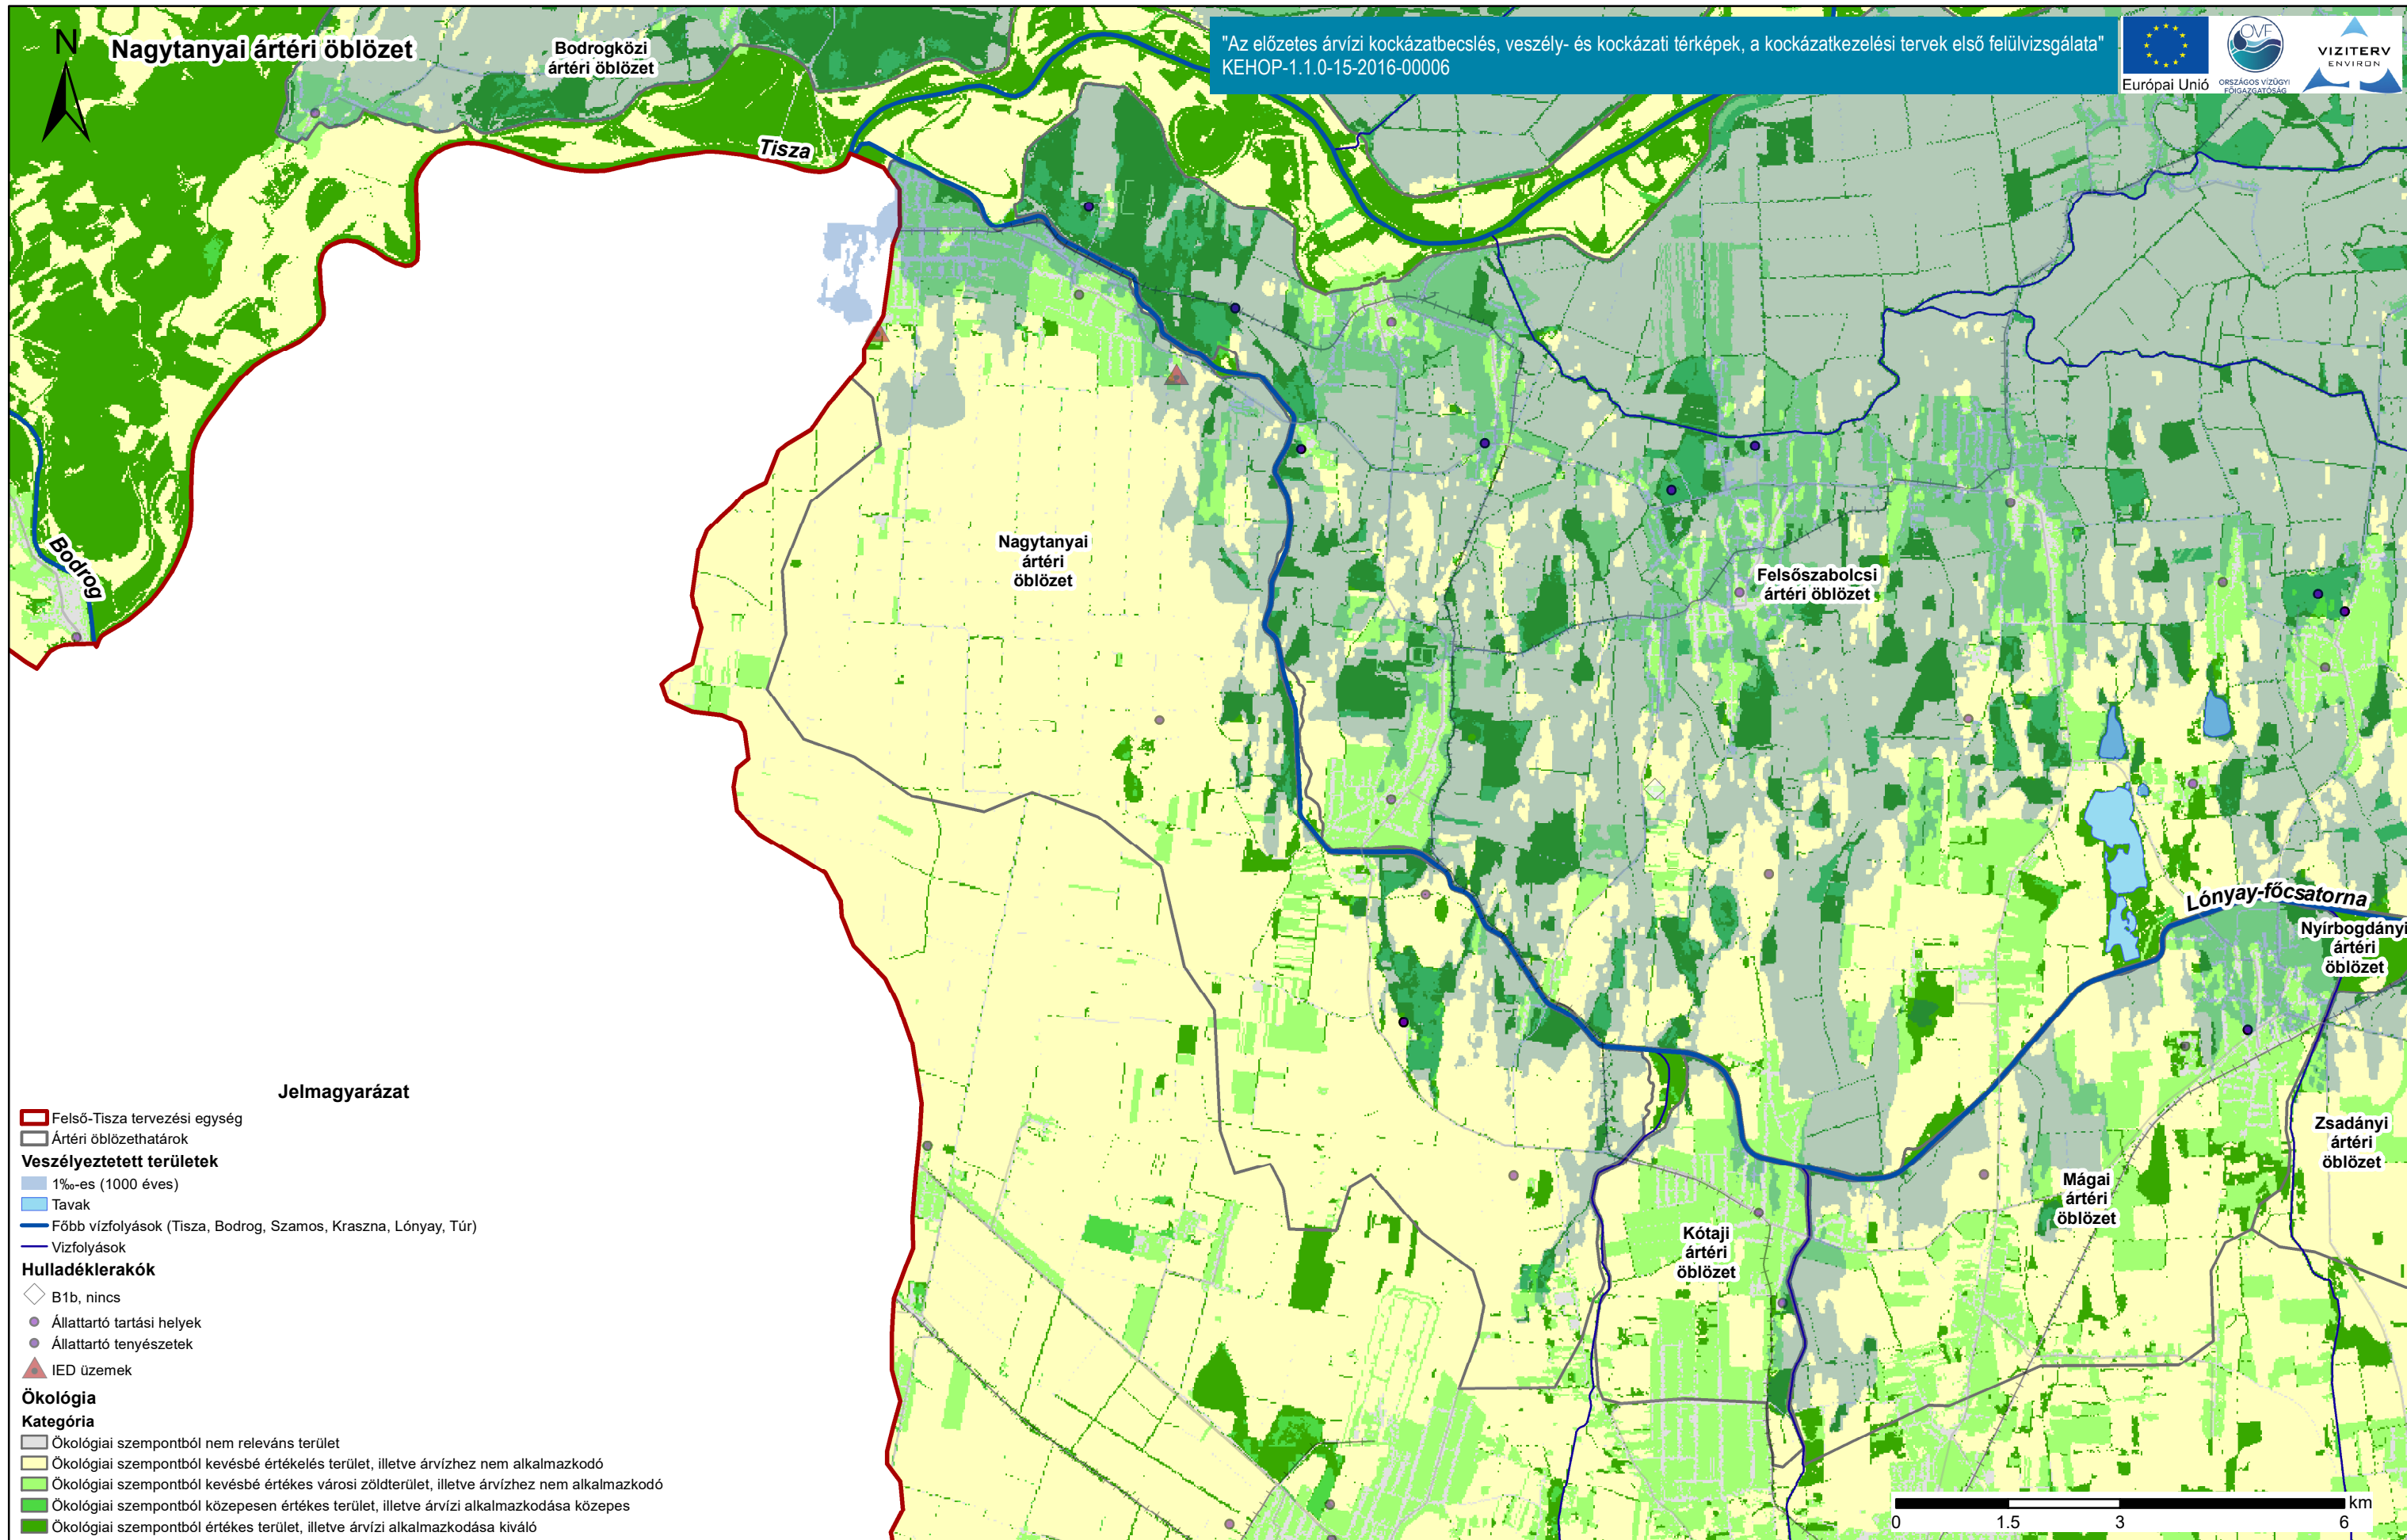 Nagytanyai ártéri öblözet
N
Bodrogközi
ártéri öblözet
"Az előzetes árvízi kockázatbecslés, veszély- és kockázati térképek, a kockázatkezelési tervek első felülvizsgálata"
KEHOP-1.1.0-15-2016-00006
Európai Unió
OVF
ORSZÁGOS VÍZÜGYI
FŐIGAZGATÓSÁG
VIZITERV
ENVIRON
Tisza
Bodrog
Nagytanyai
ártéri
öblözet
Felsőszabolcsi
ártéri öblözet
Lónyay-főcsatorna
Nyírbogdányi
ártéri
öblözet
Zsadányi
ártéri
öblözet
Mágai
ártéri
öblözet
Kótaji
ártéri
öblözet
Jelmagyarázat
Felső-Tisza tervezési egység
Ártéri öblözethatárok
Veszélyeztetett területek
1‰-es (1000 éves)
Tavak
Főbb vízfolyások (Tisza, Bodrog, Szamos, Kraszna, Lónyay, Túr)
Vizfolyások
Hulladéklerakók
B1b, nincs
Állattartó tartási helyek
Állattartó tenyészetek
IED üzemek
Ökológia
Kategória
Ökológiai szempontból nem releváns terület
Ökológiai szempontból kevésbé értékelés terület, illetve árvízhez nem alkalmazkodó
Ökológiai szempontból kevésbé értékes városi zöldterület, illetve árvízhez nem alkalmazkodó
Ökológiai szempontból közepesen értékes terület, illetve árvízi alkalmazkodása közepes
Ökológiai szempontból értékes terület, illetve árvízi alkalmazkodása kiváló
km
0 1.5 3 6